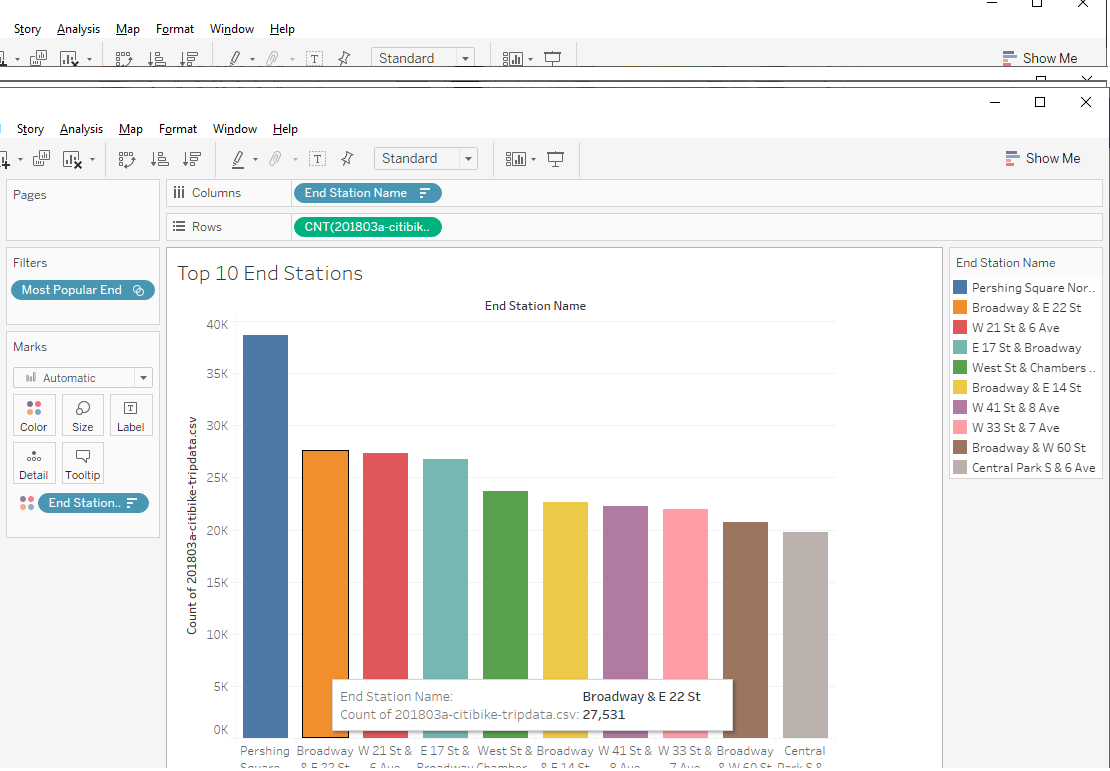 Story Analysis Map Format Window Help
T Standard Show Me
Story Analysis Map Format Window Help
T Standard Show Me
Pages
Columns End Station Name
Rows CNT(201803a-citibik..
Filters
Most Popular End
Marks
Automatic
Color Size Label
Detail Tooltip
End Station..
Top 10 End Stations
End Station Name
Count of 201803a-citibike-tripdata.csv
40K
35K
30K
25K
20K
15K
10K
5K
0K
End Station Name: Broadway & E 22 St
Count of 201803a-citibike-tripdata.csv: 27,531
Pershing Broadway W 21 St & E 17 St & West St & Broadway W 41 St & W 33 St & Broadway Central
Square.. & E 22 St 6 Ave Broadway Chamber.. & E 14 St 8 Ave 7 Ave & W 60 St Park S &..
End Station Name
Pershing Square Nor..
Broadway & E 22 St
W 21 St & 6 Ave
E 17 St & Broadway
West St & Chambers ..
Broadway & E 14 St
W 41 St & 8 Ave
W 33 St & 7 Ave
Broadway & W 60 St
Central Park S & 6 Ave